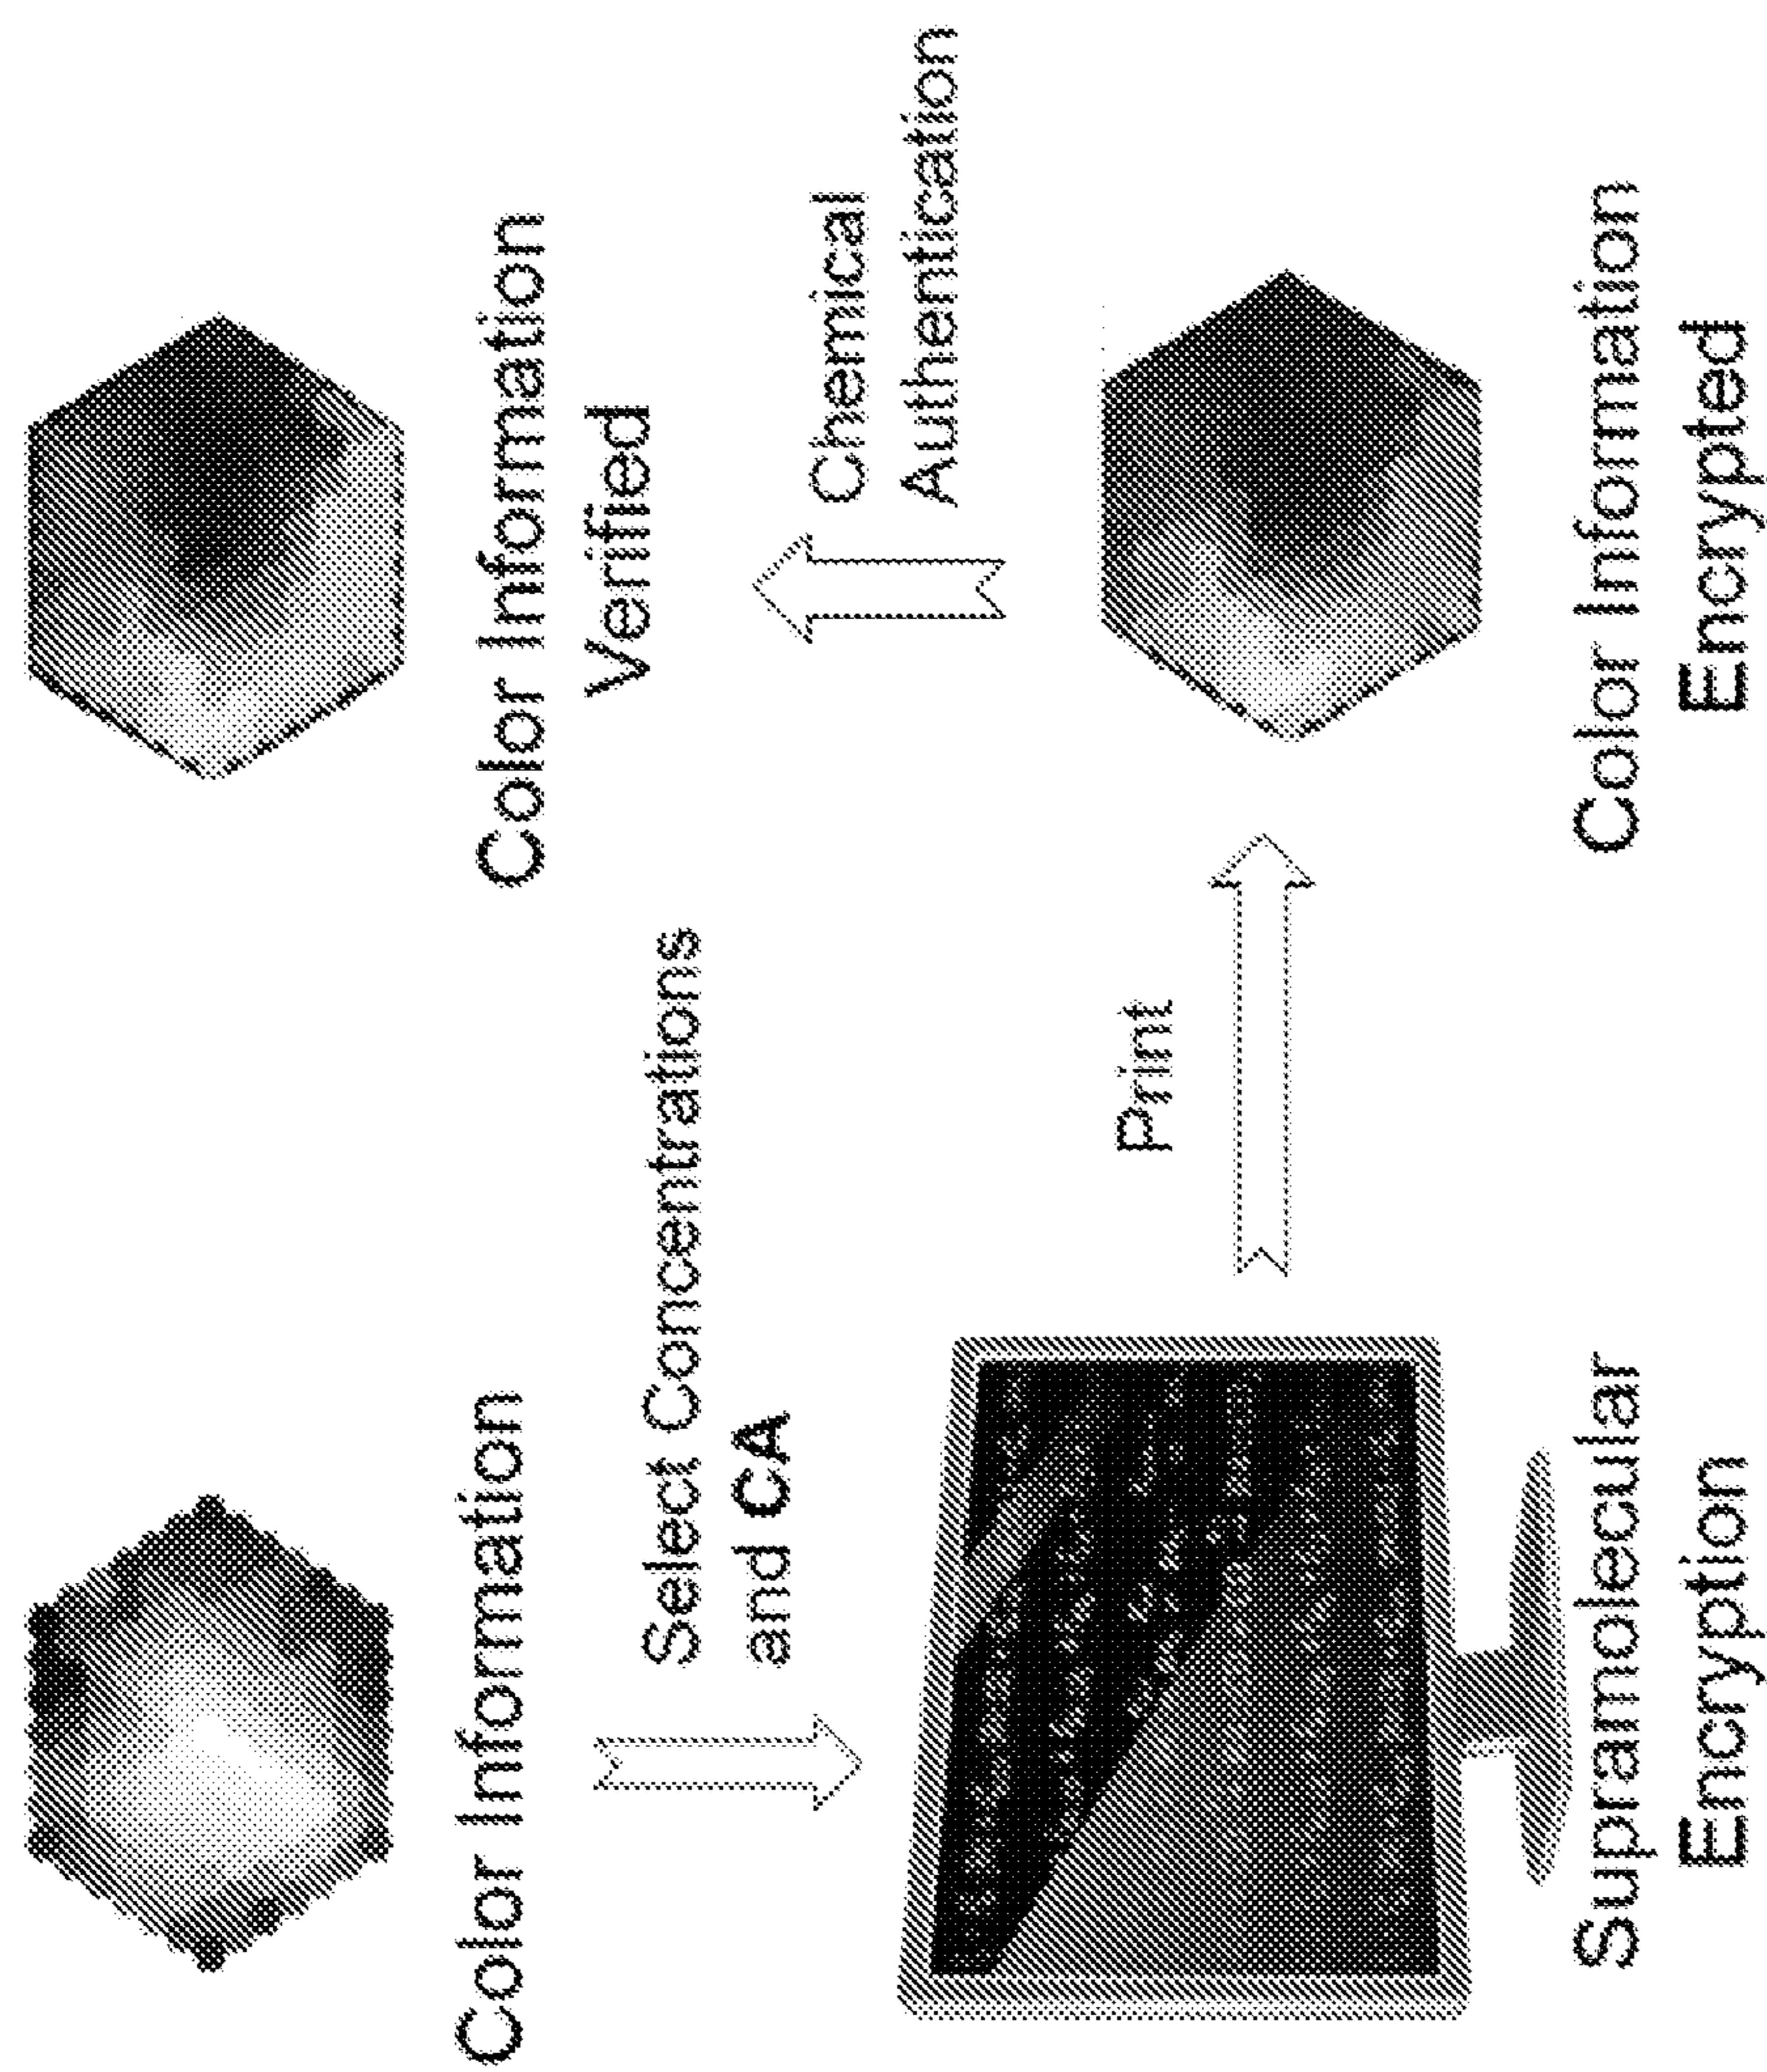 Color Information
Select Concentrations
and CA
Supramolecular
Encryption
Print
Color Information
Encrypted
Chemical
Authentication
Color Information
Verified